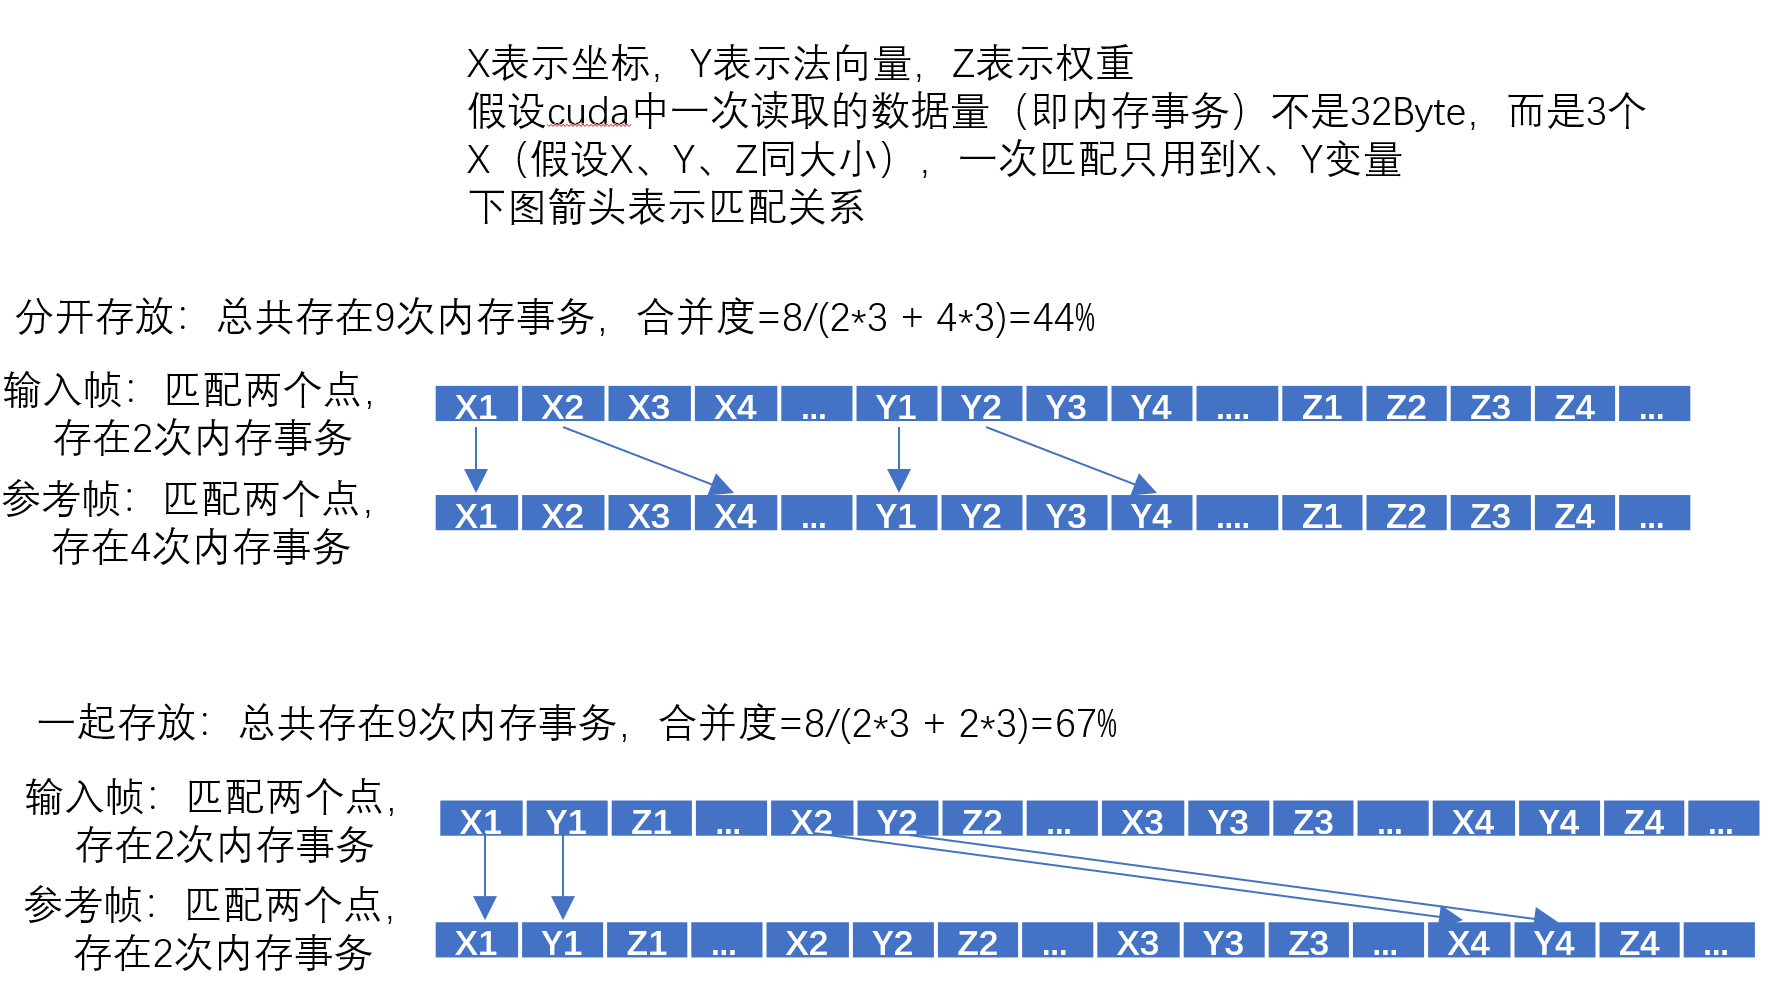 X表示坐标，Y表示法向量，Z表示权重
假设cuda中一次读取的数据量（即内存事务）不是32Byte，而是3个
X（假设X、Y、Z同大小），一次匹配只用到X、Y变量
下图箭头表示匹配关系
分开存放：总共存在9次内存事务，合并度=8/(2*3 + 4*3)=44%
输入帧：匹配两个点，
存在2次内存事务
X1 X2 X3 X4 ... Y1 Y2 Y3 Y4 .... Z1 Z2 Z3 Z4 ...
参考帧：匹配两个点，
存在4次内存事务
X1 X2 X3 X4 ... Y1 Y2 Y3 Y4 .... Z1 Z2 Z3 Z4 ...
一起存放：总共存在9次内存事务，合并度=8/(2*3 + 2*3)=67%
输入帧：匹配两个点，
存在2次内存事务
X1 Y1 Z1 ... X2 Y2 Z2 ... X3 Y3 Z3 ... X4 Y4 Z4 ...
参考帧：匹配两个点，
存在2次内存事务
X1 Y1 Z1 ... X2 Y2 Z2 ... X3 Y3 Z3 ... X4 Y4 Z4 ...